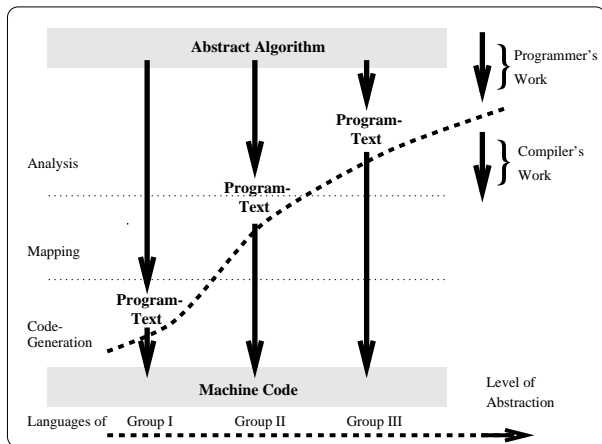 Abstract Algorithm
Programmer's
Work
Program-
Text
Analysis
Compiler's
Work
Program-
Text
Mapping
Program-
Text
Code-
Generation
Machine Code
Level of
Abstraction
Languages of Group I Group II Group III